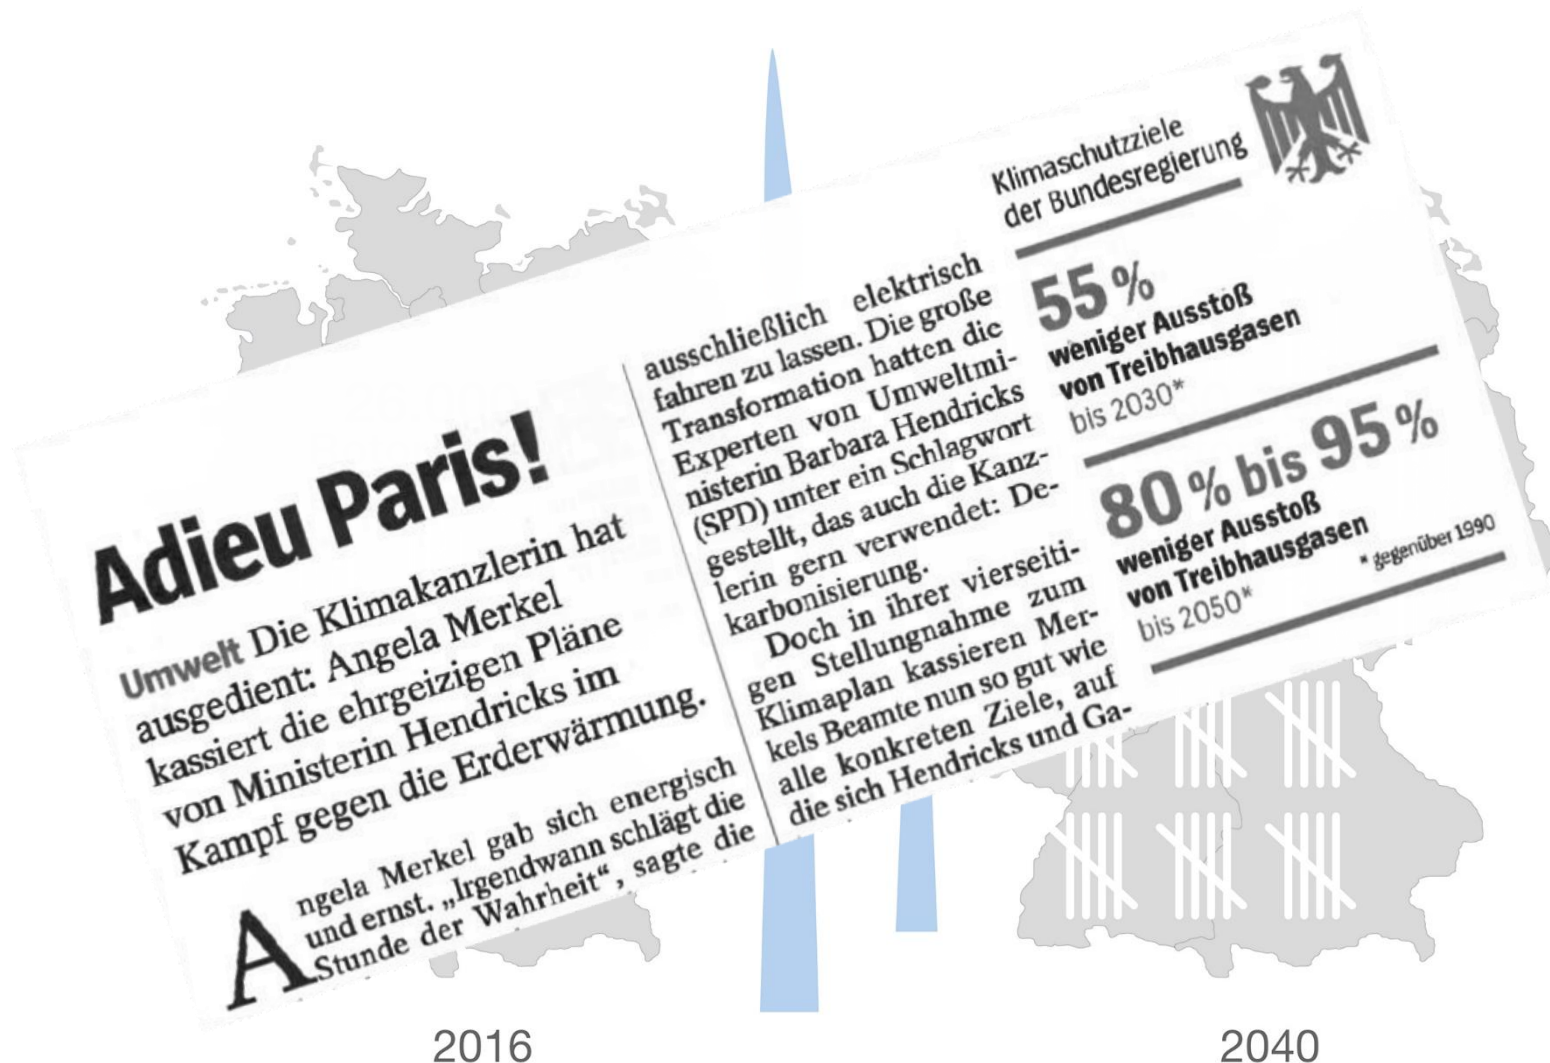 Adieu Paris!
Umwelt Die Klimakanzlerin hat
ausgedient: Angela Merkel
kassiert die ehrgeizigen Pläne
von Ministerin Hendricks im
Kampf gegen die Erderwärmung.
Angela Merkel gab sich energisch
und ernst. „Irgendwann schlägt die
Stunde der Wahrheit“, sagte die
ausschließlich elektrisch
fahren zu lassen. Die große
Transformation hatten die
Experten von Umweltmi-
nisterin Barbara Hendricks
(SPD) unter ein Schlagwort
gestellt, das auch die Kanz-
lerin gern verwendet: De-
karbonisierung.
Doch in ihrer vierseiti-
gen Stellungnahme zum
Klimaplan kassieren Mer-
kels Beamte nun so gut wie
alle konkreten Ziele, auf
die sich Hendricks und Ga-
Klimaschutzziele
der Bundesregierung
55 %
weniger Ausstoß
von Treibhausgasen
bis 2030*
80 % bis 95 %
weniger Ausstoß
von Treibhausgasen
bis 2050*
* gegenüber 1990
2016
2040